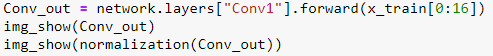 Conv_out = network.layers["Conv1"].forward(x_train[0:16])
img_show(Conv_out)
img_show(normalization(Conv_out))